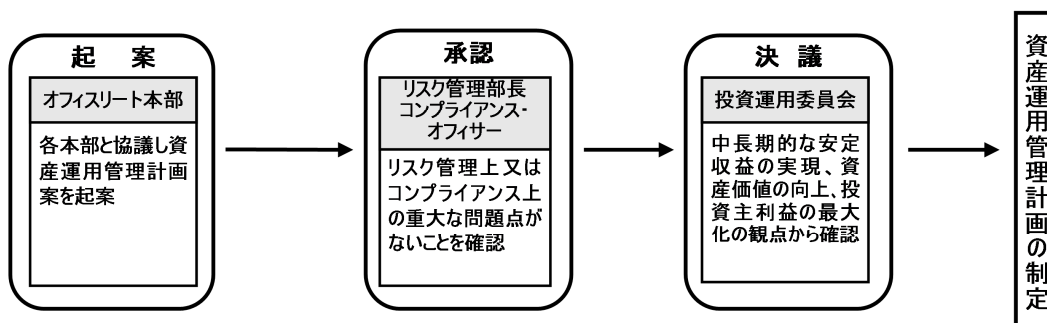 起 案
オフィスリート本部
各本部と協議し資
産運用管理計画
案を起案
承認
リスク管理部長
コンプライアンス-
オフィサー
リスク管理上又は
コンプライアンス上
の重大な問題点が
ないことを確認
決 議
投資運用委員会
中長期的な安定
収益の実現、資
産価値の向上、投
資主利益の最大
化の観点から確認
資産運用管理計画の制定